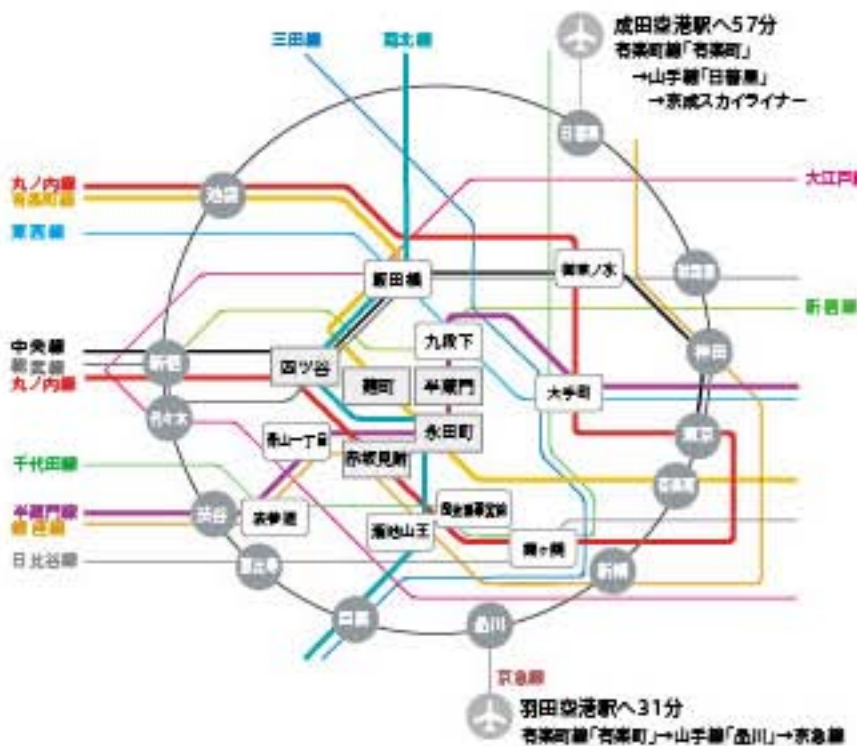 成田空港駅へ57分
有楽町線「有楽町」
→山手線「日暮里」
→京成スカイライナー
三田線
南北線
日暮里
丸ノ内線
有楽町線
大江戸線
池袋
東西線
飯田橋
御茶ノ水
秋葉原
新宿線
九段下
中央線
総武線
丸ノ内線
新宿
四ツ谷
神田
麹町
半蔵門
大手町
代々木
永田町
東京
青山一丁目
赤坂見附
千代田線
有楽町
半蔵門線
銀座線
渋谷
表参道
溜池山王
国会議事堂前
霞ヶ関
日比谷線
恵比寿
新橋
目黒
品川
京急線
羽田空港駅へ31分
有楽町線「有楽町」→山手線「品川」→京急線